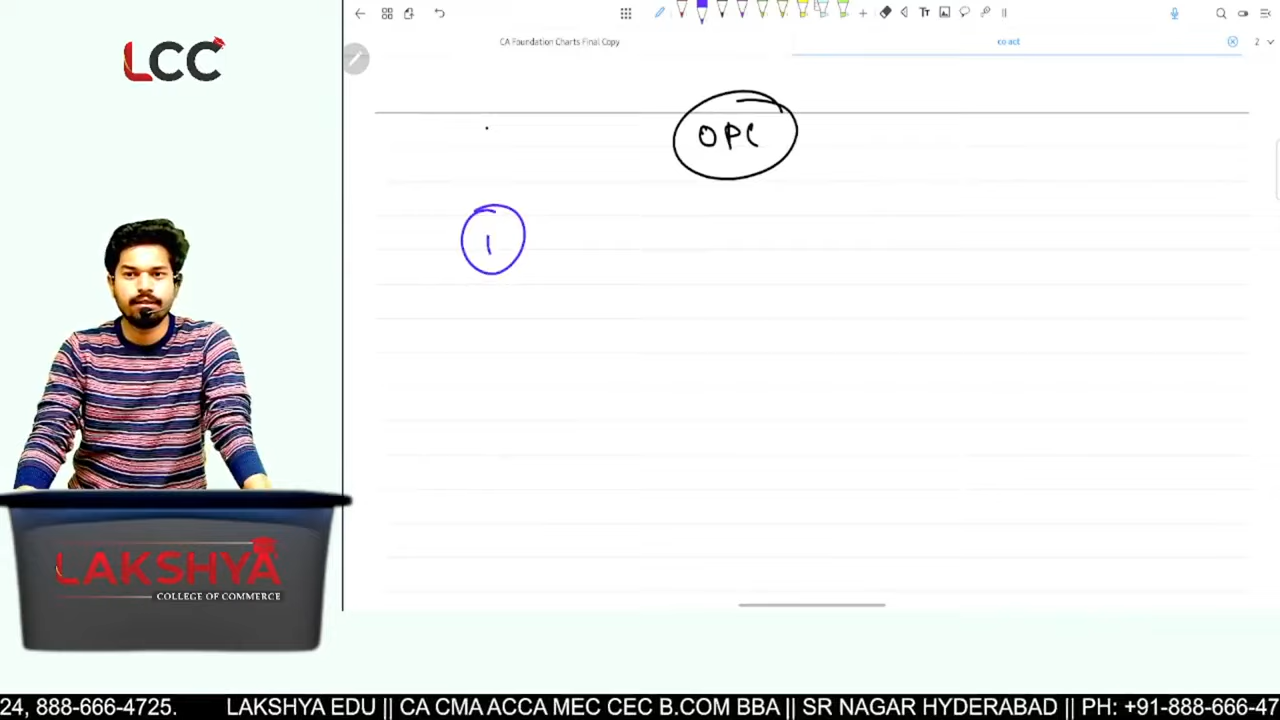 LCC
Tт
CA Foundation Charts Final Copy
co act
2
OPC
1
LAKSHYA
COLLEGE OF COMMERCE
24, 888-666-4725. LAKSHYA EDU || CA CMA ACCA MEC CEC B.COM BBA || SR NAGAR HYDERABAD || PH: +91-888-666-47